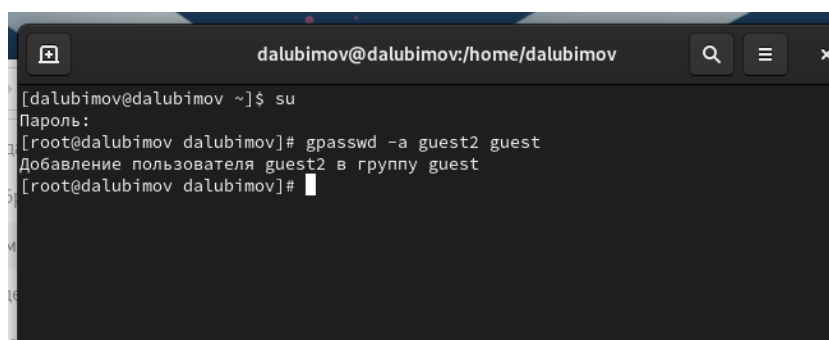 dalubimov@dalubimov:/home/dalubimov
[dalubimov@dalubimov ~]$ su
Пароль:
[root@dalubimov dalubimov]# gpasswd -a guest2 guest
Добавление пользователя guest2 в группу guest
[root@dalubimov dalubimov]#